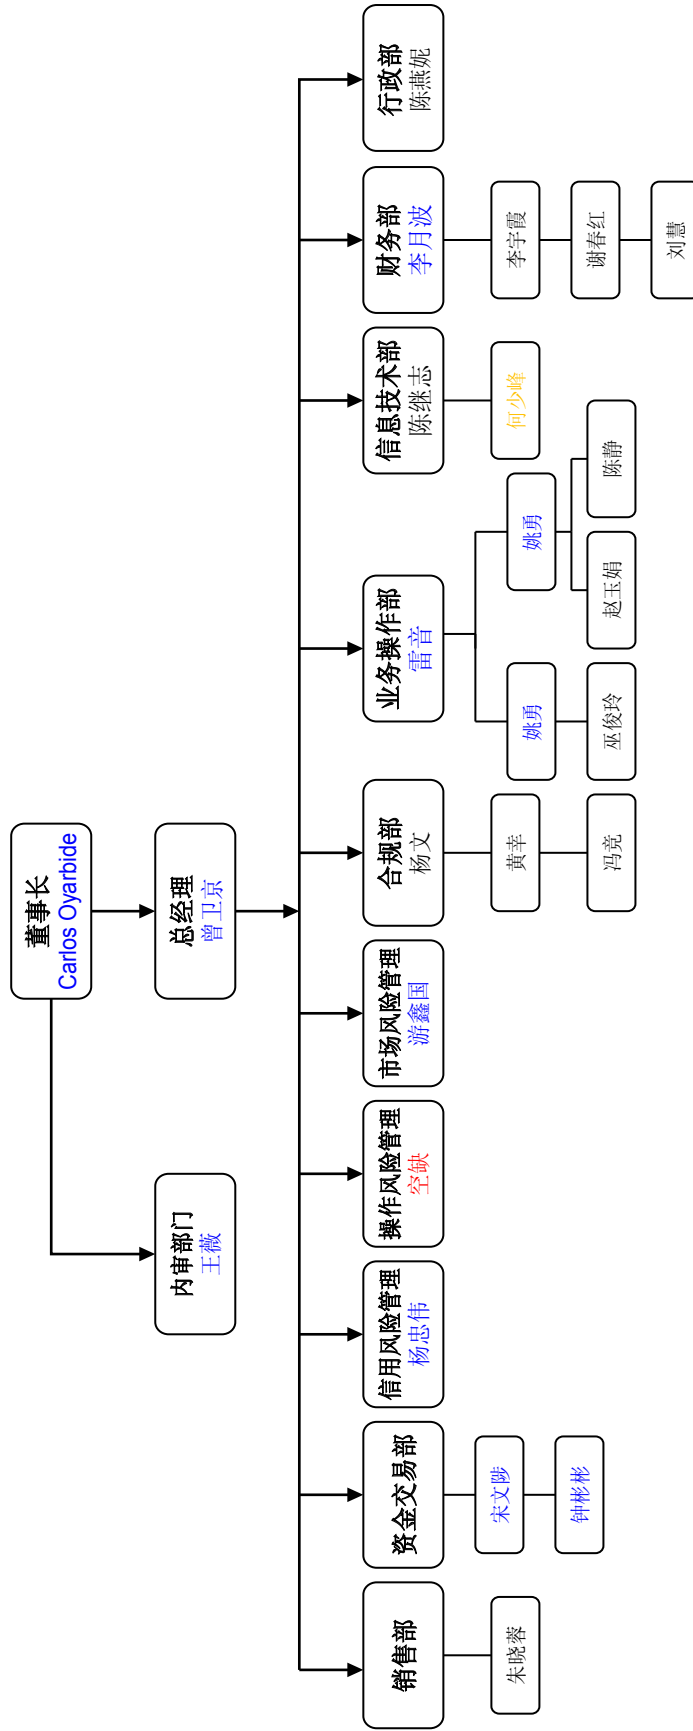 董事长
Carlos Oyarbide
内审部门
王薇
总经理
曾卫京
销售部
资金交易部
信用风险管理
杨忠伟
操作风险管理
空缺
市场风险管理
游鑫国
合规部
杨文
业务操作部
雷音
信息技术部
陈继志
财务部
李月波
行政部
陈燕妮
朱晓蓉
宋文陟
钟彬彬
黄幸
冯竞
姚勇
巫俊玲
姚勇
赵玉娟
陈静
何少峰
李宇霞
谢春红
刘慧